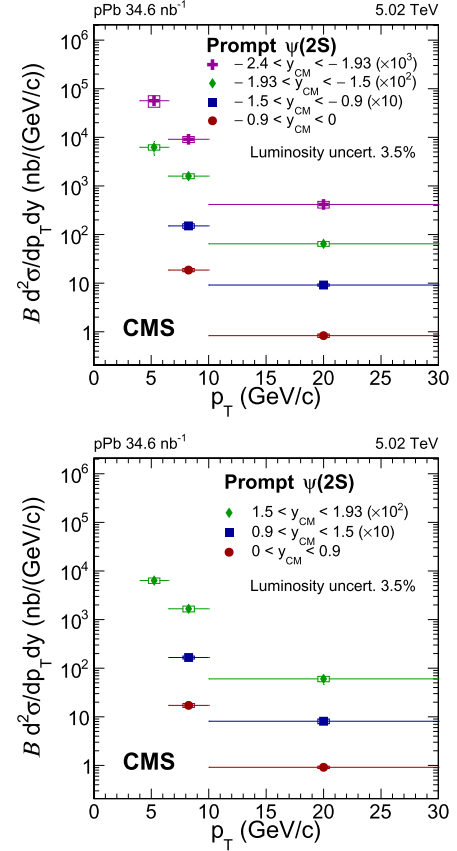 pPb 34.6 nb⁻¹ 5.02 TeV
10⁶
Prompt ψ(2S)
− 2.4 < y_CM < − 1.93 (×10³)
10⁵
− 1.93 < y_CM < − 1.5 (×10²)
− 1.5 < y_CM < − 0.9 (×10)
− 0.9 < y_CM < 0
10⁴
Luminosity uncert. 3.5%
10³
B d²σ/dp_T dy (nb/(GeV/c))
10²
10
1
CMS
0 5 10 15 20 25 30
p_T (GeV/c)
pPb 34.6 nb⁻¹ 5.02 TeV
10⁶
Prompt ψ(2S)
1.5 < y_CM < 1.93 (×10²)
10⁵
0.9 < y_CM < 1.5 (×10)
0 < y_CM < 0.9
10⁴
Luminosity uncert. 3.5%
10³
B d²σ/dp_T dy (nb/(GeV/c))
10²
10
1
CMS
0 5 10 15 20 25 30
p_T (GeV/c)